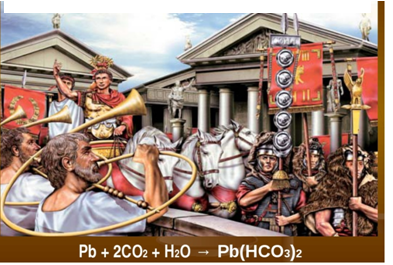 Pb + 2CO₂ + H₂O → Pb(HCO₃)₂